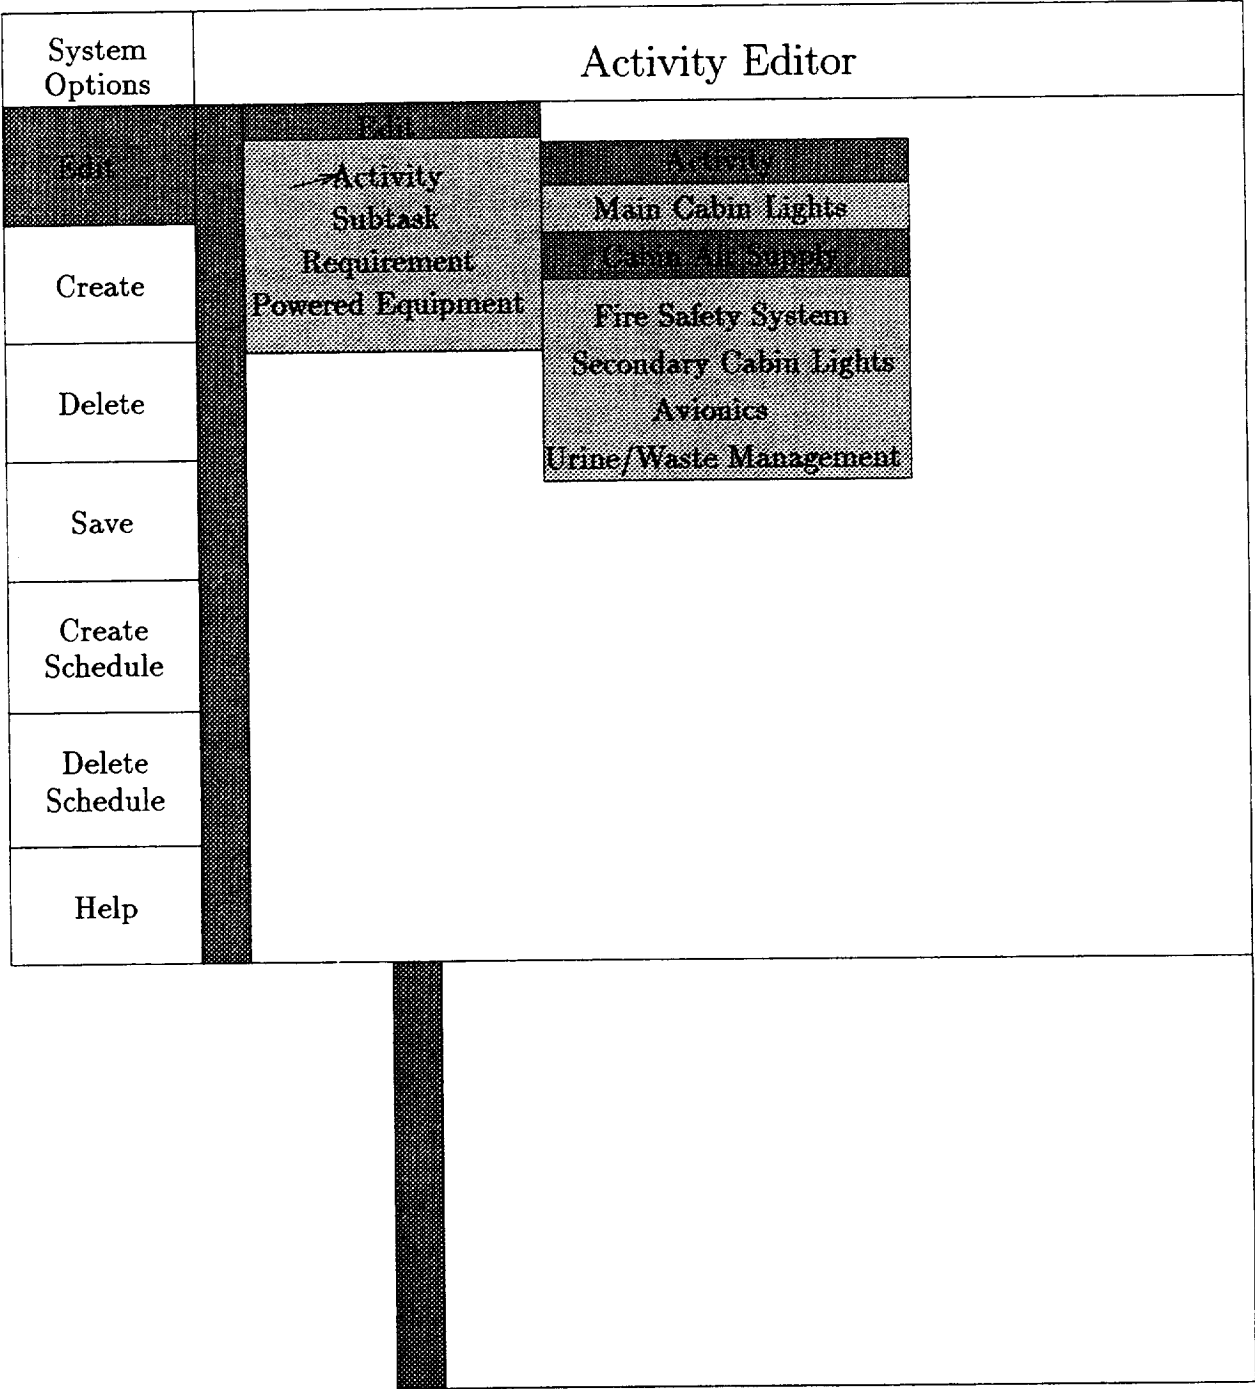 System
Options
Activity Editor
Edit
Edit
Activity
Subtask
Requirement
Powered Equipment
Activity
Main Cabin Lights
Cabin Air Supply
Fire Safety System
Secondary Cabin Lights
Avionics
Urine/Waste Management
Create
Delete
Save
Create
Schedule
Delete
Schedule
Help